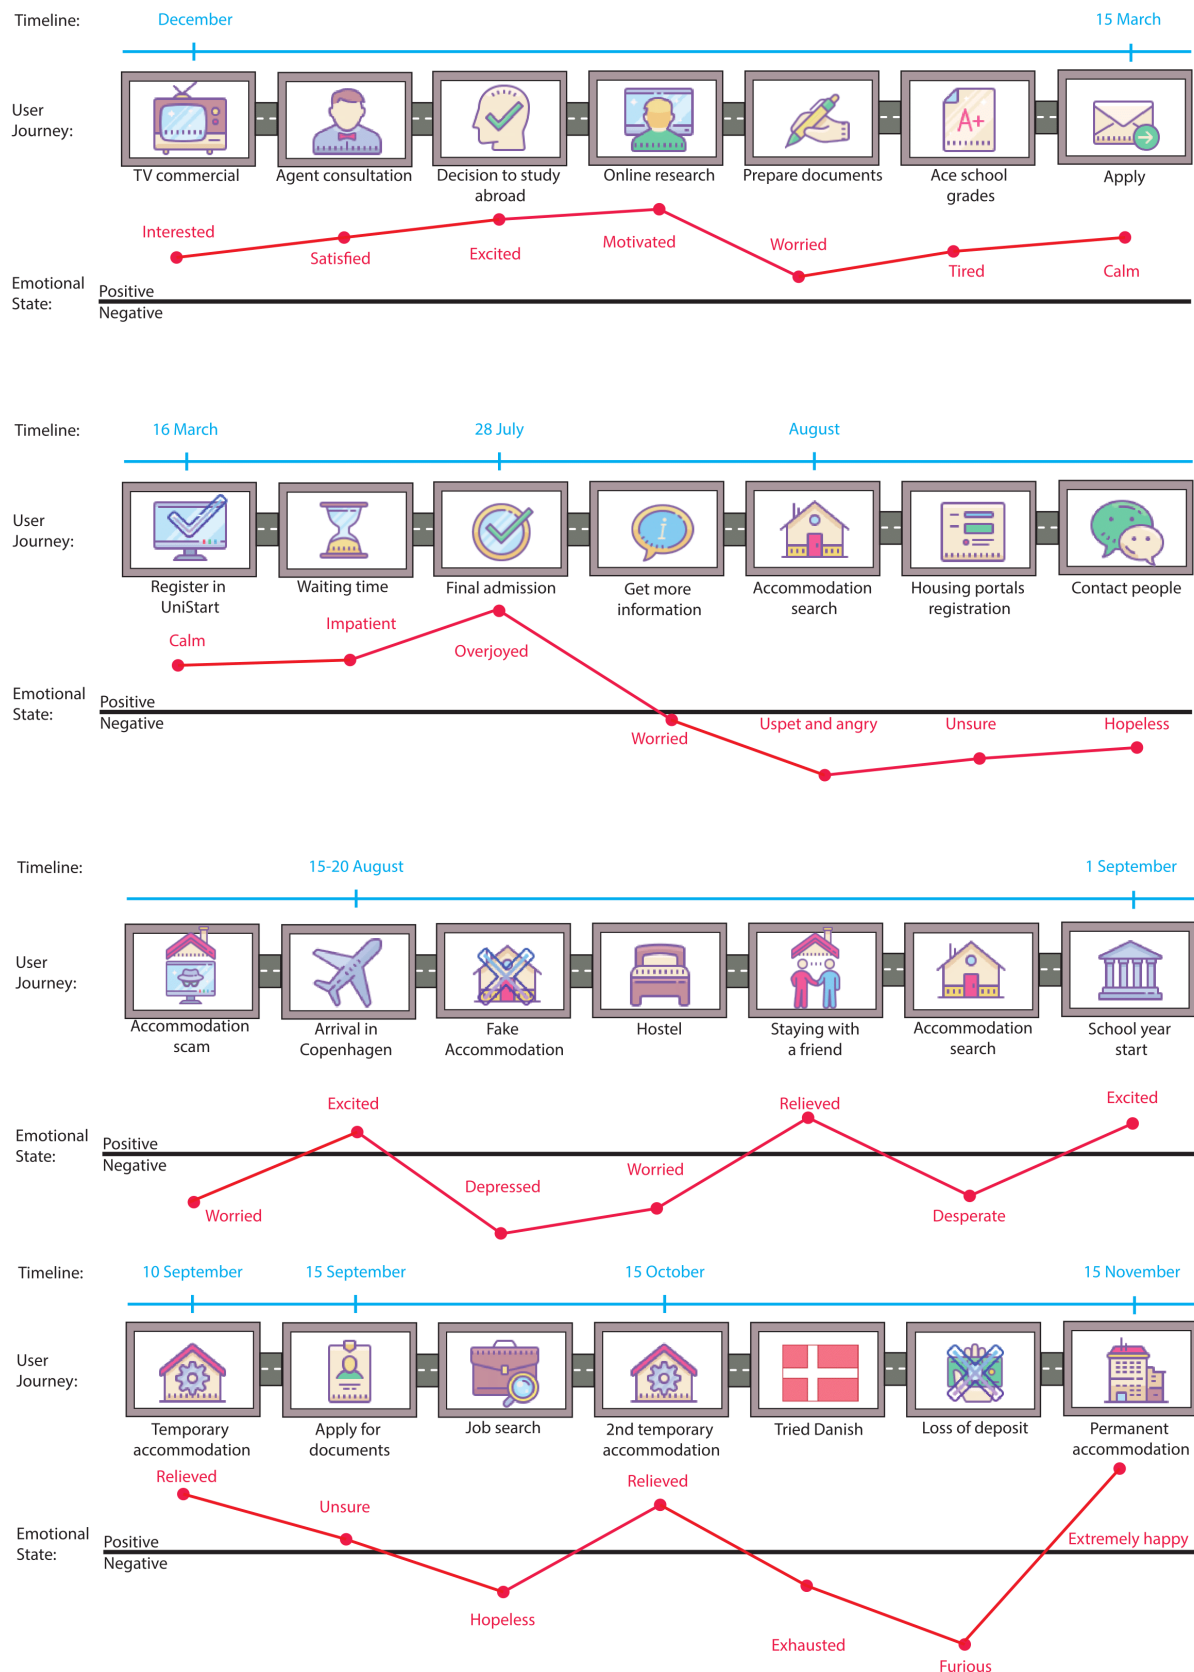 Timeline:
December
15 March
User
Journey:
A+
TV commercial
Agent consultation
Decision to study
abroad
Online research
Prepare documents
Ace school
grades
Apply
Interested
Satisfied
Excited
Motivated
Worried
Tired
Calm
Emotional
State:
Positive
Negative
Timeline:
16 March
28 July
August
User
Journey:
i
Register in
UniStart
Waiting time
Final admission
Get more
information
Accommodation
search
Housing portals
registration
Contact people
Calm
Impatient
Overjoyed
Worried
Uspet and angry
Unsure
Hopeless
Emotional
State:
Positive
Negative
Timeline:
15-20 August
1 September
User
Journey:
Accommodation
scam
Arrival in
Copenhagen
Fake
Accommodation
Hostel
Staying with
a friend
Accommodation
search
School year
start
Excited
Relieved
Excited
Emotional
State:
Positive
Negative
Worried
Depressed
Worried
Desperate
Timeline:
10 September
15 September
15 October
15 November
User
Journey:
Temporary
accommodation
Apply for
documents
Job search
2nd temporary
accommodation
Tried Danish
Loss of deposit
Permanent
accommodation
Relieved
Unsure
Relieved
Emotional
State:
Positive
Negative
Extremely happy
Hopeless
Exhausted
Furious